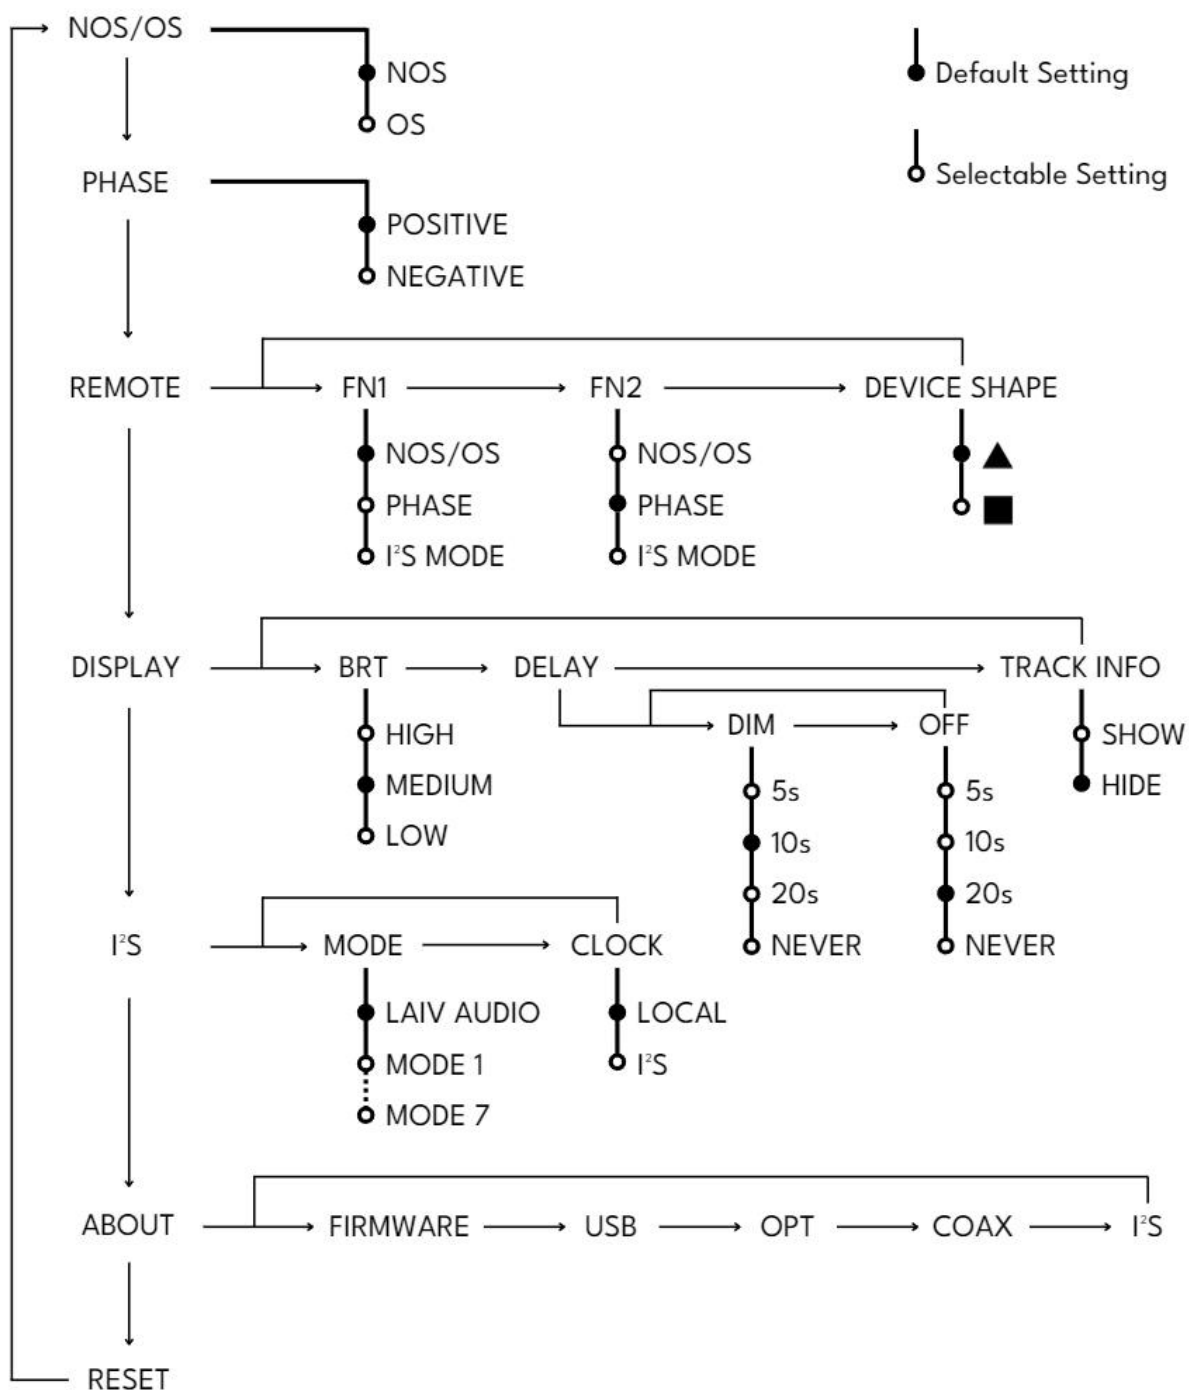 NOS/OS
NOS
OS
Default Setting
Selectable Setting
PHASE
POSITIVE
NEGATIVE
REMOTE FN1 FN2 DEVICE SHAPE
NOS/OS NOS/OS
PHASE PHASE
I²S MODE I²S MODE
DISPLAY BRT DELAY TRACK INFO
DIM OFF
HIGH SHOW
MEDIUM HIDE
LOW
5s 5s
10s 10s
20s 20s
NEVER NEVER
I²S MODE CLOCK
LAIV AUDIO LOCAL
MODE 1 I²S
MODE 7
ABOUT FIRMWARE USB OPT COAX I²S
RESET